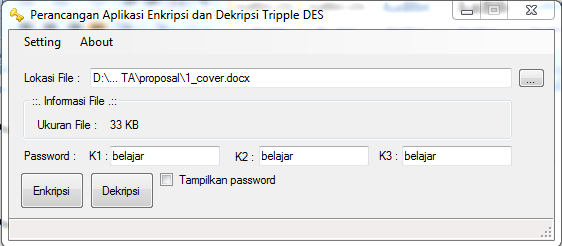 Perancangan Aplikasi Enkripsi dan Dekripsi Tripple DES
Setting About
Lokasi File : D:\... TA\proposal\1_cover.docx ...
::. Informasi File .::
Ukuran File : 33 KB
Password : K1 : belajar K2 : belajar K3 : belajar
Enkripsi Dekripsi Tampilkan password